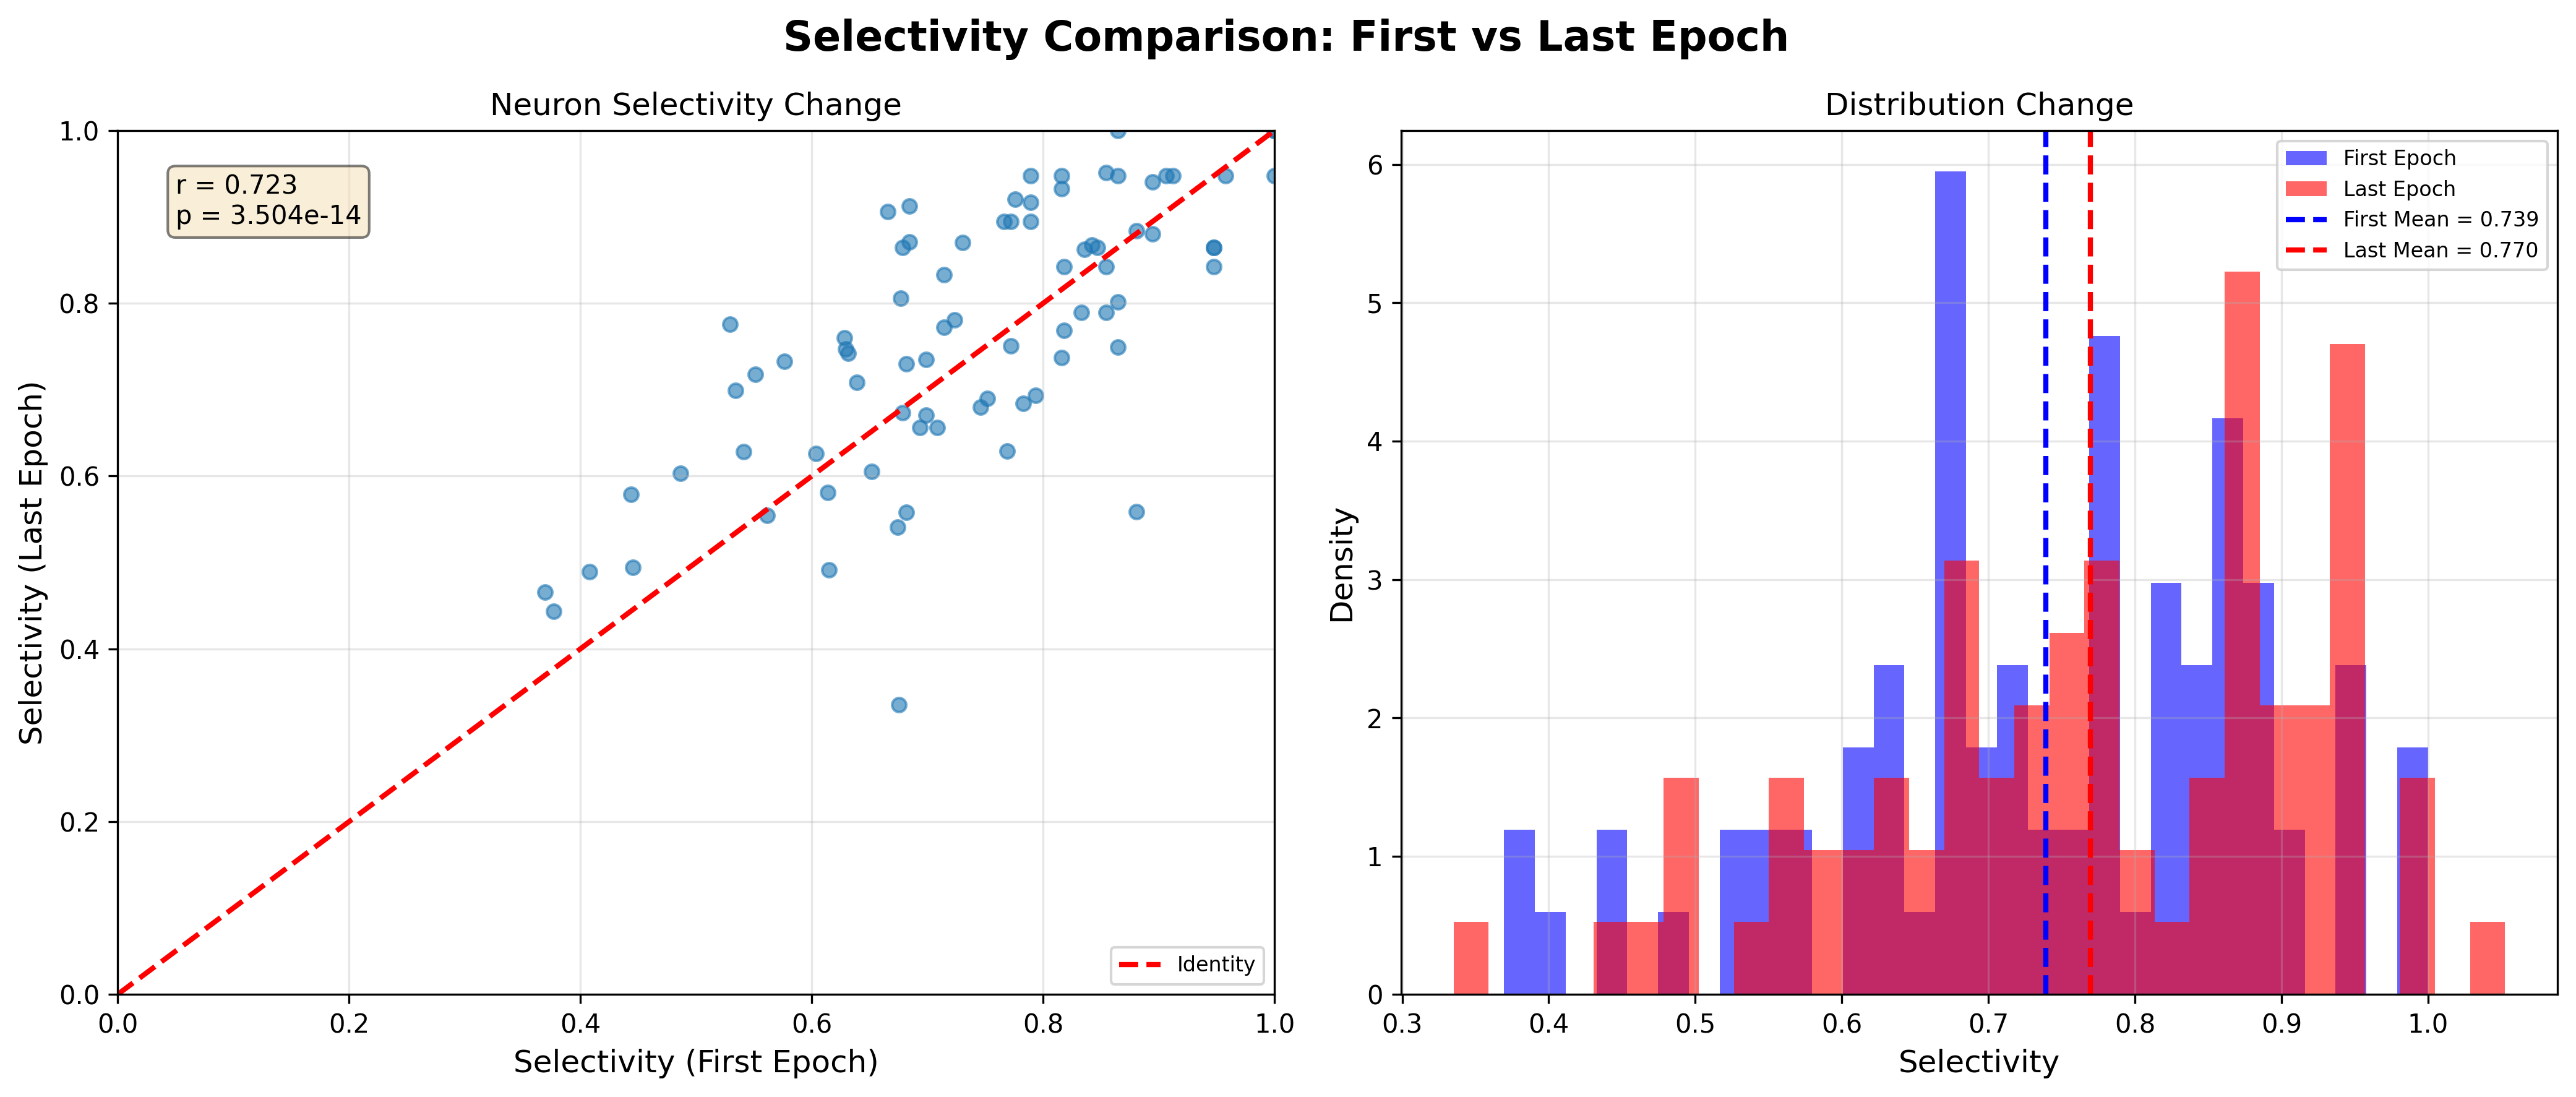 Selectivity Comparison: First vs Last Epoch
Neuron Selectivity Change
r = 0.723
p = 3.504e-14
Selectivity (Last Epoch)
1.0
0.8
0.6
0.4
0.2
0.0
0.0 0.2 0.4 0.6 0.8 1.0
Selectivity (First Epoch)
Identity
Distribution Change
First Epoch
Last Epoch
First Mean = 0.739
Last Mean = 0.770
Density
6
5
4
3
2
1
0
0.3 0.4 0.5 0.6 0.7 0.8 0.9 1.0
Selectivity